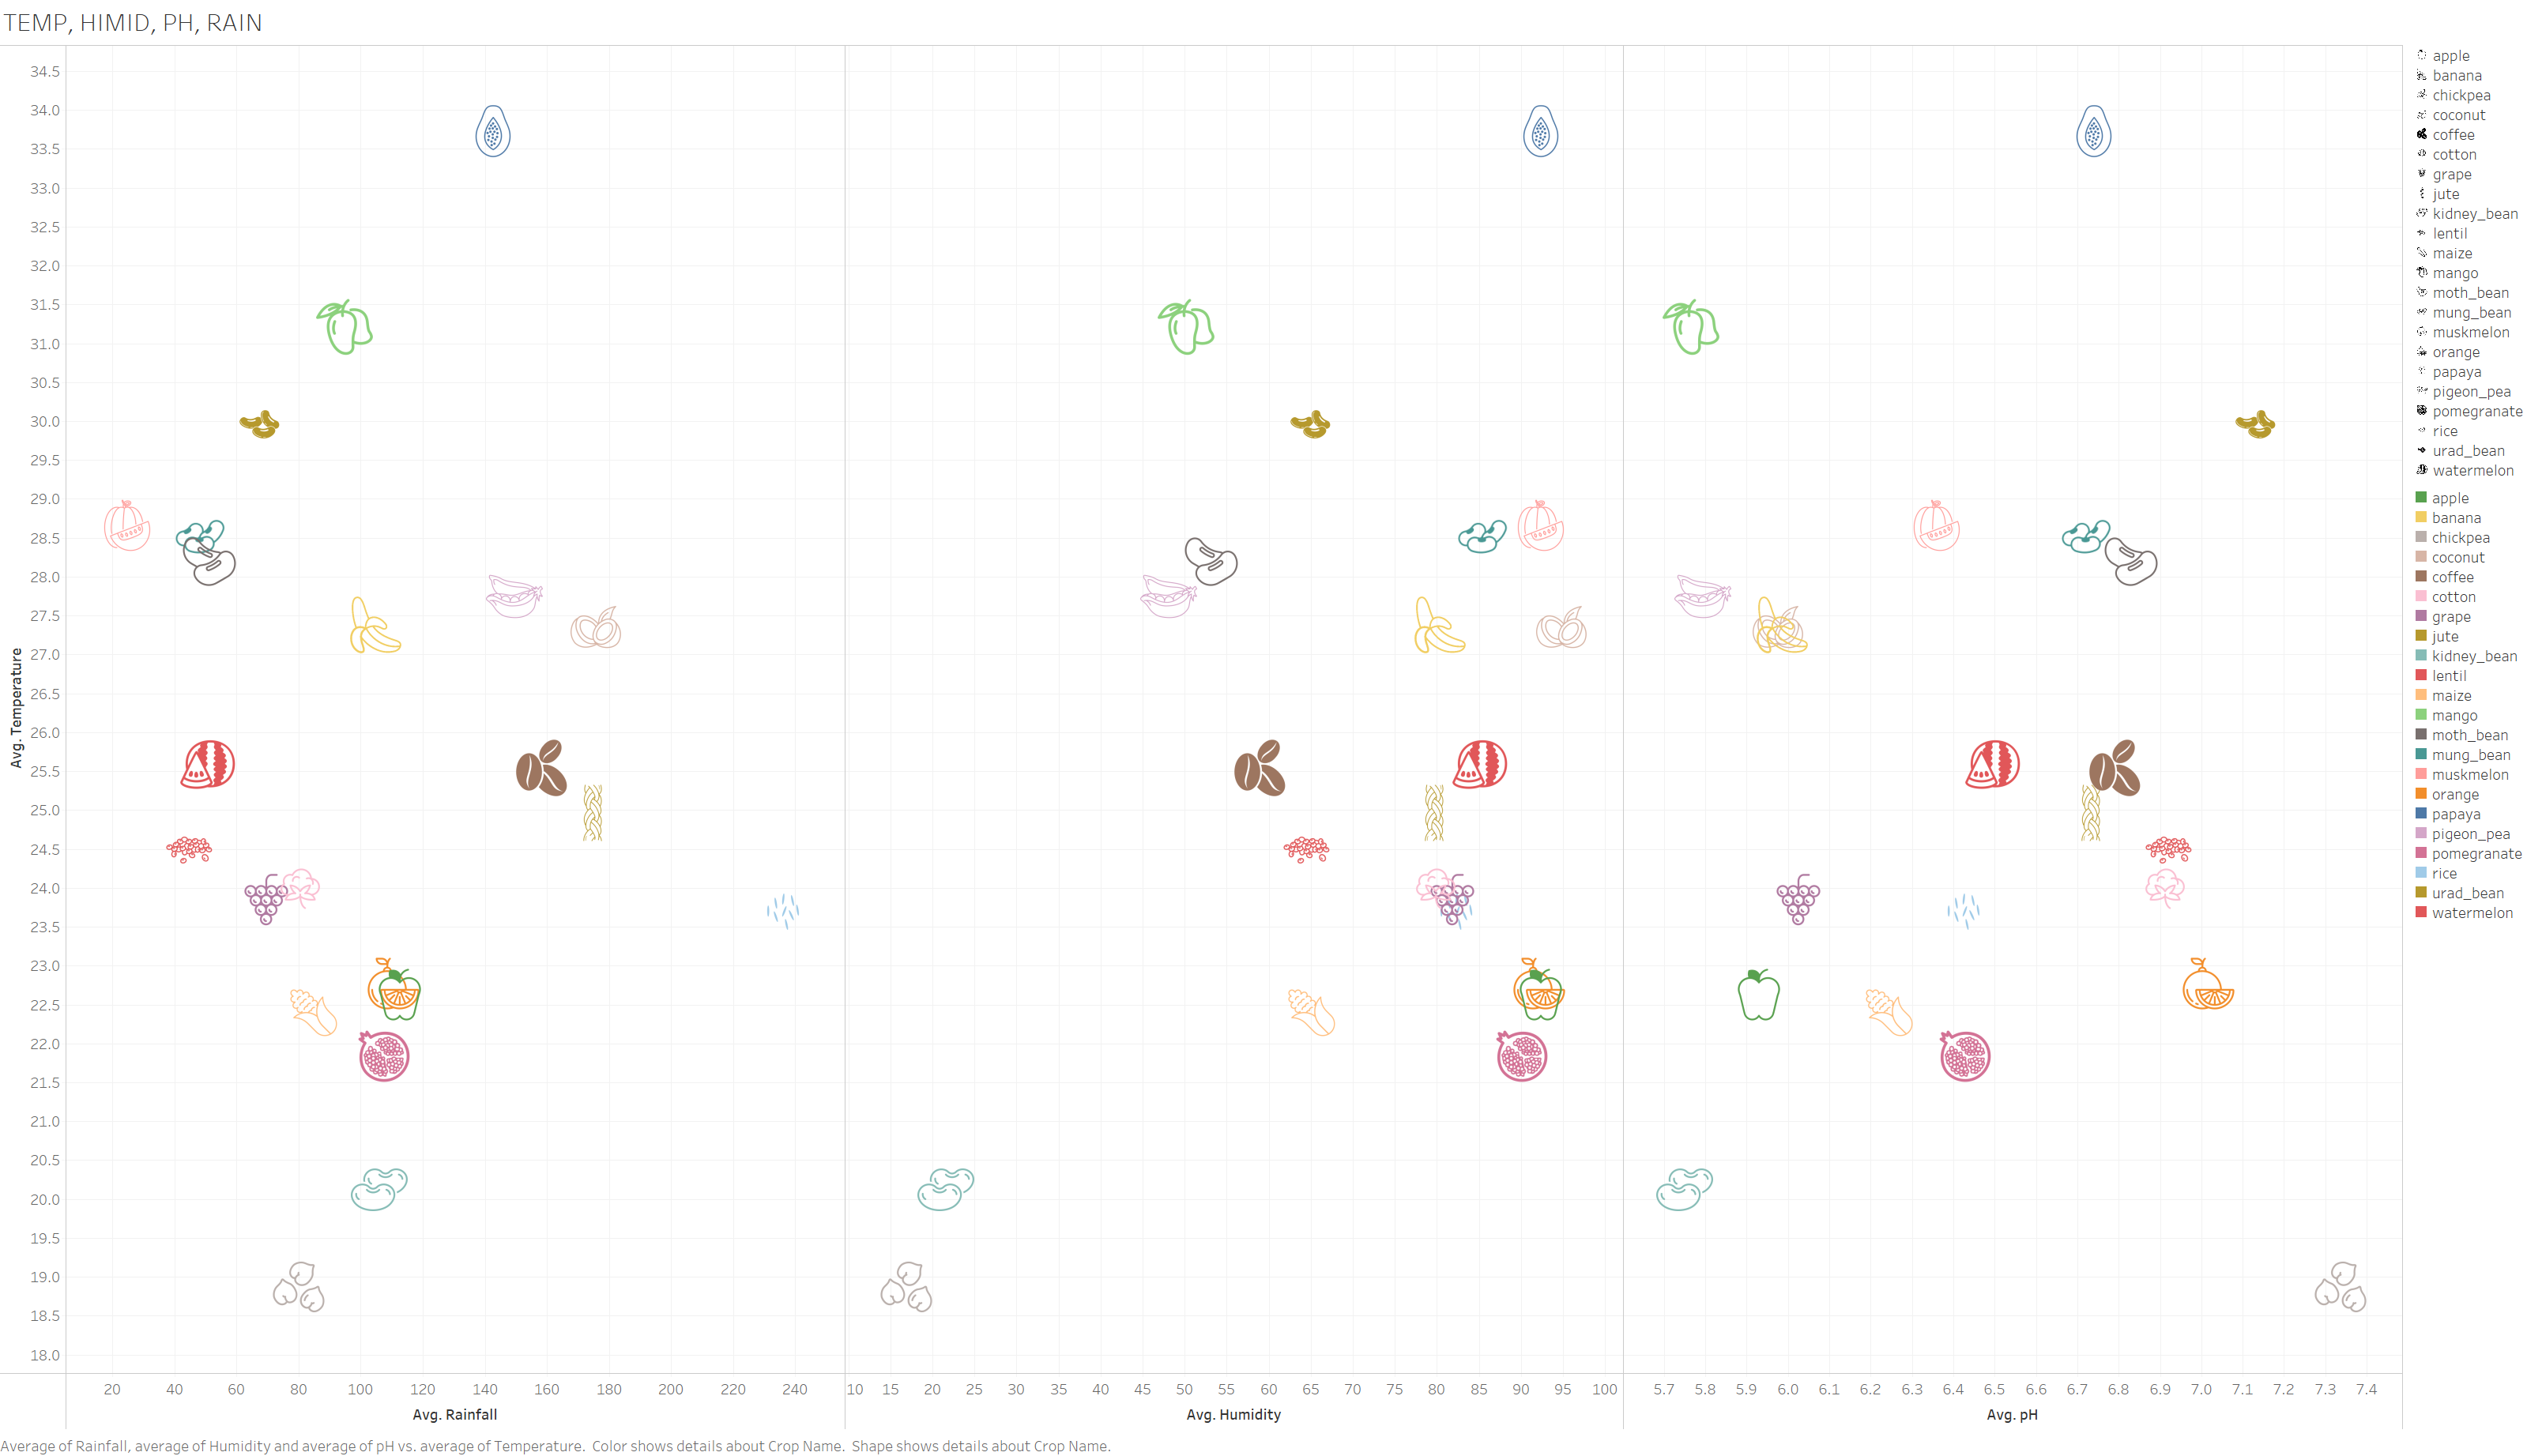 TEMP, HIMID, PH, RAIN
34.5
34.0
33.5
33.0
32.5
32.0
31.5
31.0
30.5
30.0
29.5
29.0
28.5
28.0
27.5
27.0
26.5
26.0
25.5
25.0
24.5
24.0
23.5
23.0
22.5
22.0
21.5
21.0
20.5
20.0
19.5
19.0
18.5
18.0
Avg. Temperature
20 40 60 80 100 120 140 160 180 200 220 240
Avg. Rainfall
10 15 20 25 30 35 40 45 50 55 60 65 70 75 80 85 90 95 100
Avg. Humidity
5.7 5.8 5.9 6.0 6.1 6.2 6.3 6.4 6.5 6.6 6.7 6.8 6.9 7.0 7.1 7.2 7.3 7.4
Avg. pH
apple
banana
chickpea
coconut
coffee
cotton
grape
jute
kidney_bean
lentil
maize
mango
moth_bean
mung_bean
muskmelon
orange
papaya
pigeon_pea
pomegranate
rice
urad_bean
watermelon
apple
banana
chickpea
coconut
coffee
cotton
grape
jute
kidney_bean
lentil
maize
mango
moth_bean
mung_bean
muskmelon
orange
papaya
pigeon_pea
pomegranate
rice
urad_bean
watermelon
Average of Rainfall, average of Humidity and average of pH vs. average of Temperature. Color shows details about Crop Name. Shape shows details about Crop Name.